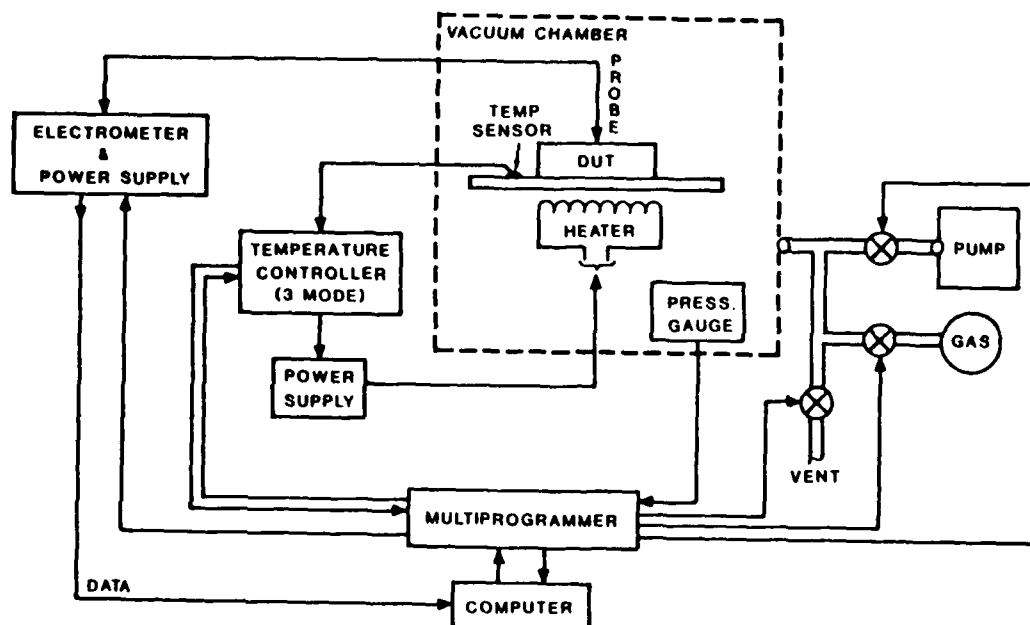 VACUUM CHAMBER
PROBE
TEMP
SENSOR
DUT
ELECTROMETER
&
POWER SUPPLY
HEATER
TEMPERATURE
CONTROLLER
(3 MODE)
PUMP
PRESS.
GAUGE
GAS
POWER
SUPPLY
VENT
MULTIPROGRAMMER
DATA
COMPUTER